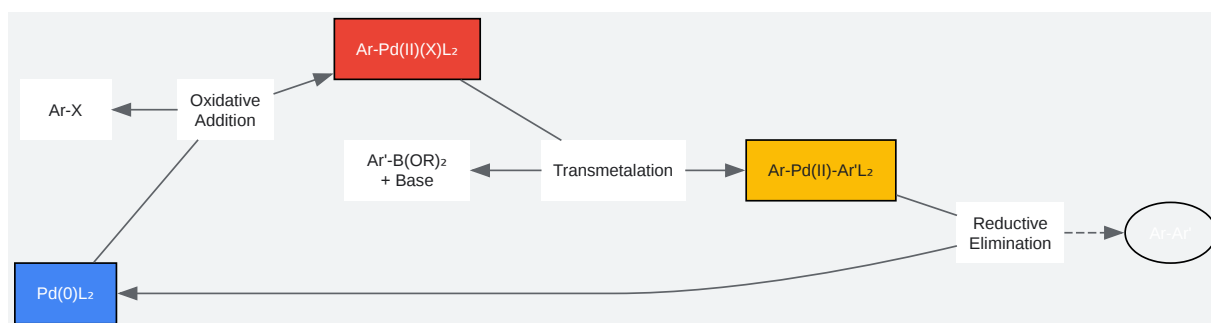 Ar-Pd(II)(X)L₂
Ar-X
Oxidative
Addition
Ar'-B(OR)₂
+ Base
Transmetalation
Ar-Pd(II)-Ar'L₂
Reductive
Elimination
Ar-Ar'
Pd(0)L₂